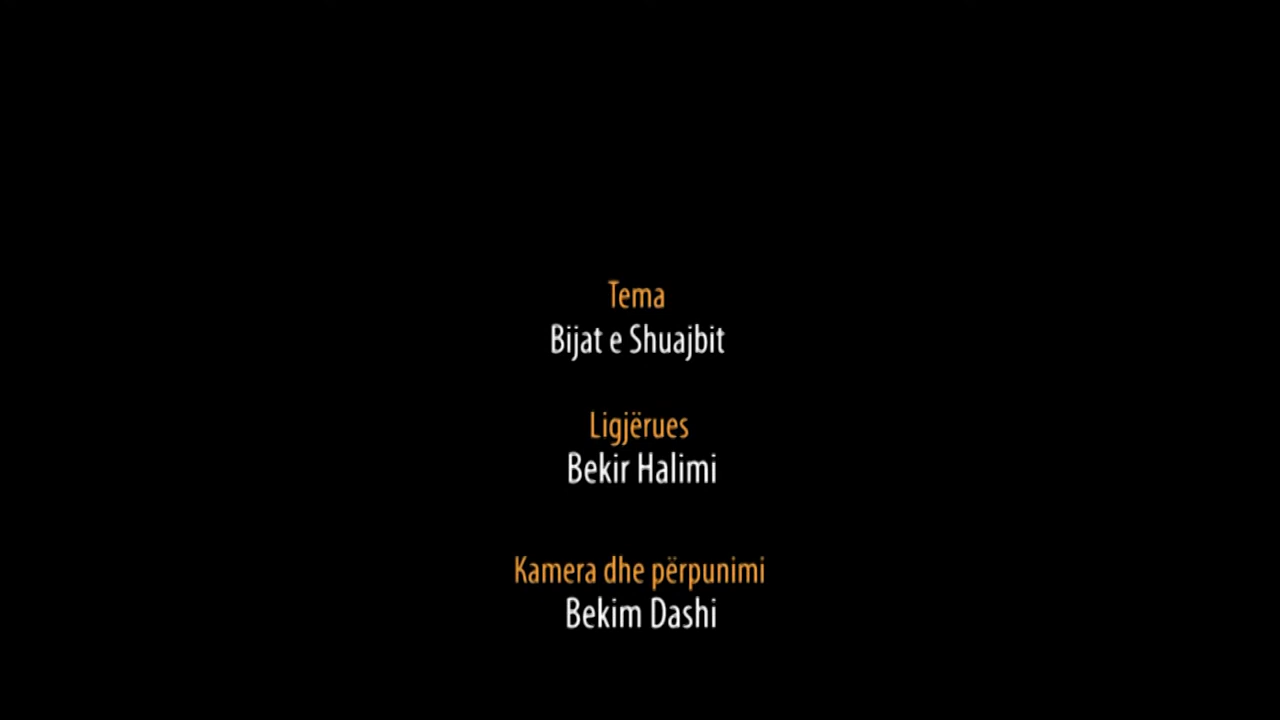 Tema
Bijat e Shuajbit
Ligjërues
Bekir Halimi
Kamera dhe përpunimi
Bekim Dashi